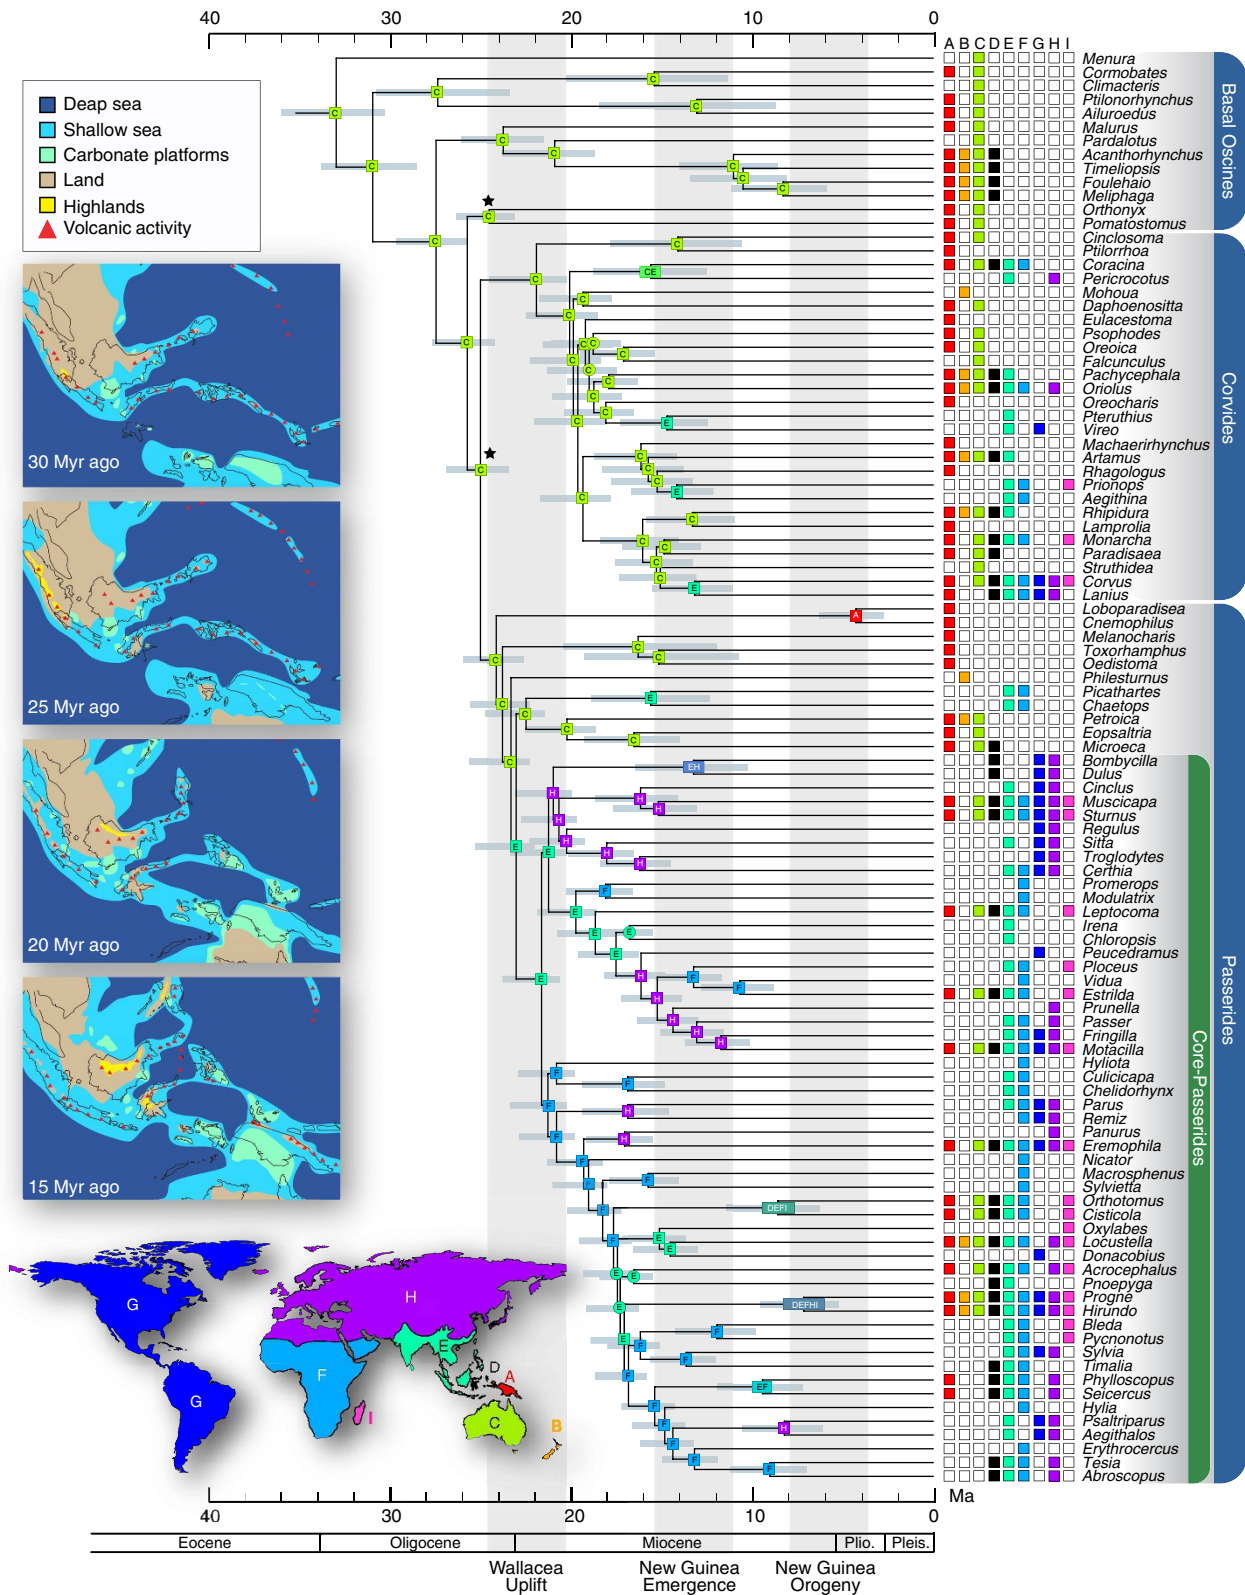 40 30 20 10 0
A B C D E F G H I
Deap sea
Shallow sea
Carbonate platforms
Land
Highlands
Volcanic activity
30 Myr ago
25 Myr ago
20 Myr ago
15 Myr ago
G
G
H
F
E
D
A
I
C
B
Menura
Cormobates
Climacteris
Ptilonorhynchus
Ailuroedus
Malurus
Pardalotus
Acanthorhynchus
Timeliopsis
Foulehaio
Meliphaga
Orthonyx
Pomatostomus
Cinclosoma
Ptilorrhoa
Coracina
Pericrocotus
Mohoua
Daphoenositta
Eulacestoma
Psophodes
Oreoica
Falcunculus
Pachycephala
Oriolus
Oreocharis
Pteruthius
Vireo
Machaerirhynchus
Artamus
Rhagologus
Prionops
Aegithina
Rhipidura
Lamprolia
Monarcha
Paradisaea
Struthidea
Corvus
Lanius
Loboparadisea
Cnemophilus
Melanocharis
Toxorhamphus
Oedistoma
Philesturnus
Picathartes
Chaetops
Petroica
Eopsaltria
Microeca
Bombycilla
Dulus
Cinclus
Muscicapa
Sturnus
Regulus
Sitta
Troglodytes
Certhia
Promerops
Modulatrix
Leptocoma
Irena
Chloropsis
Peucedramus
Ploceus
Vidua
Estrilda
Prunella
Passer
Fringilla
Motacilla
Hyliota
Culicicapa
Chelidorhynx
Parus
Remiz
Panurus
Eremophila
Nicator
Macrosphenus
Sylvietta
Orthotomus
Cisticola
Oxylabes
Locustella
Donacobius
Acrocephalus
Pnoepyga
Progne
Hirundo
Bleda
Pycnonotus
Sylvia
Timalia
Phylloscopus
Seicercus
Hylia
Psaltriparus
Aegithalos
Erythrocercus
Tesia
Abroscopus
Basal Oscines
Corvides
Passerides
Core-Passerides
C
C
C
C
C
C
C
C
C
C
C
C
C
CE
C
C
C
C
C
C
C
C
C
C
C
C
C
E
C
C
C
C
E
C
C
C
C
C
C
E
A
C
C
C
C
E
C
C
C
C
EH
H
H
H
H
H
H
H
E
E
F
E
E
E
E
E
H
F
F
H
H
H
H
F
F
F
H
F
H
F
F
F
F
DEFI
E
F
E
E
E
DEFHI
E
F
E
F
F
F
EF
F
F
H
F
F
F
Ma
40 30 20 10 0
Eocene Oligocene Miocene Plio. Pleis.
Wallacea
Uplift
New Guinea
Emergence
New Guinea
Orogeny